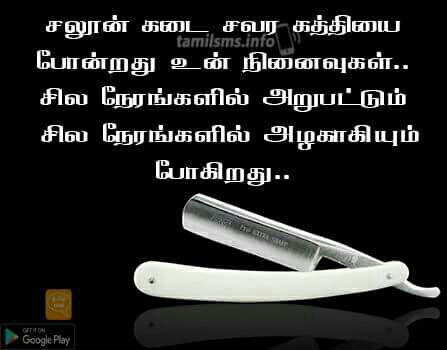 tamilsms.info
சலூன் கடை சவர கத்தியை
போன்றது உன் நினைவுகள்..
சில நேரங்களில் அறுபட்டும்
சில நேரங்களில் அழகாகியும்
போகிறது..
GET IT ON
Google Play